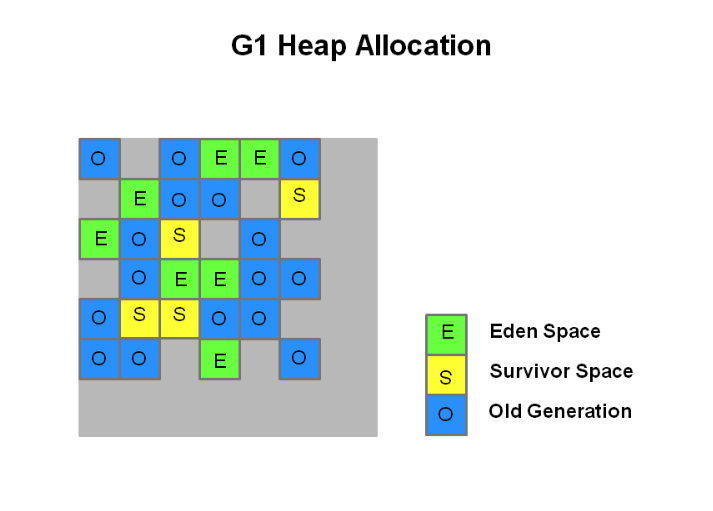 G1 Heap Allocation
O O E E O
E O O S
E O S O
O E E O O
O S S O O
O O E O
E Eden Space
S Survivor Space
O Old Generation